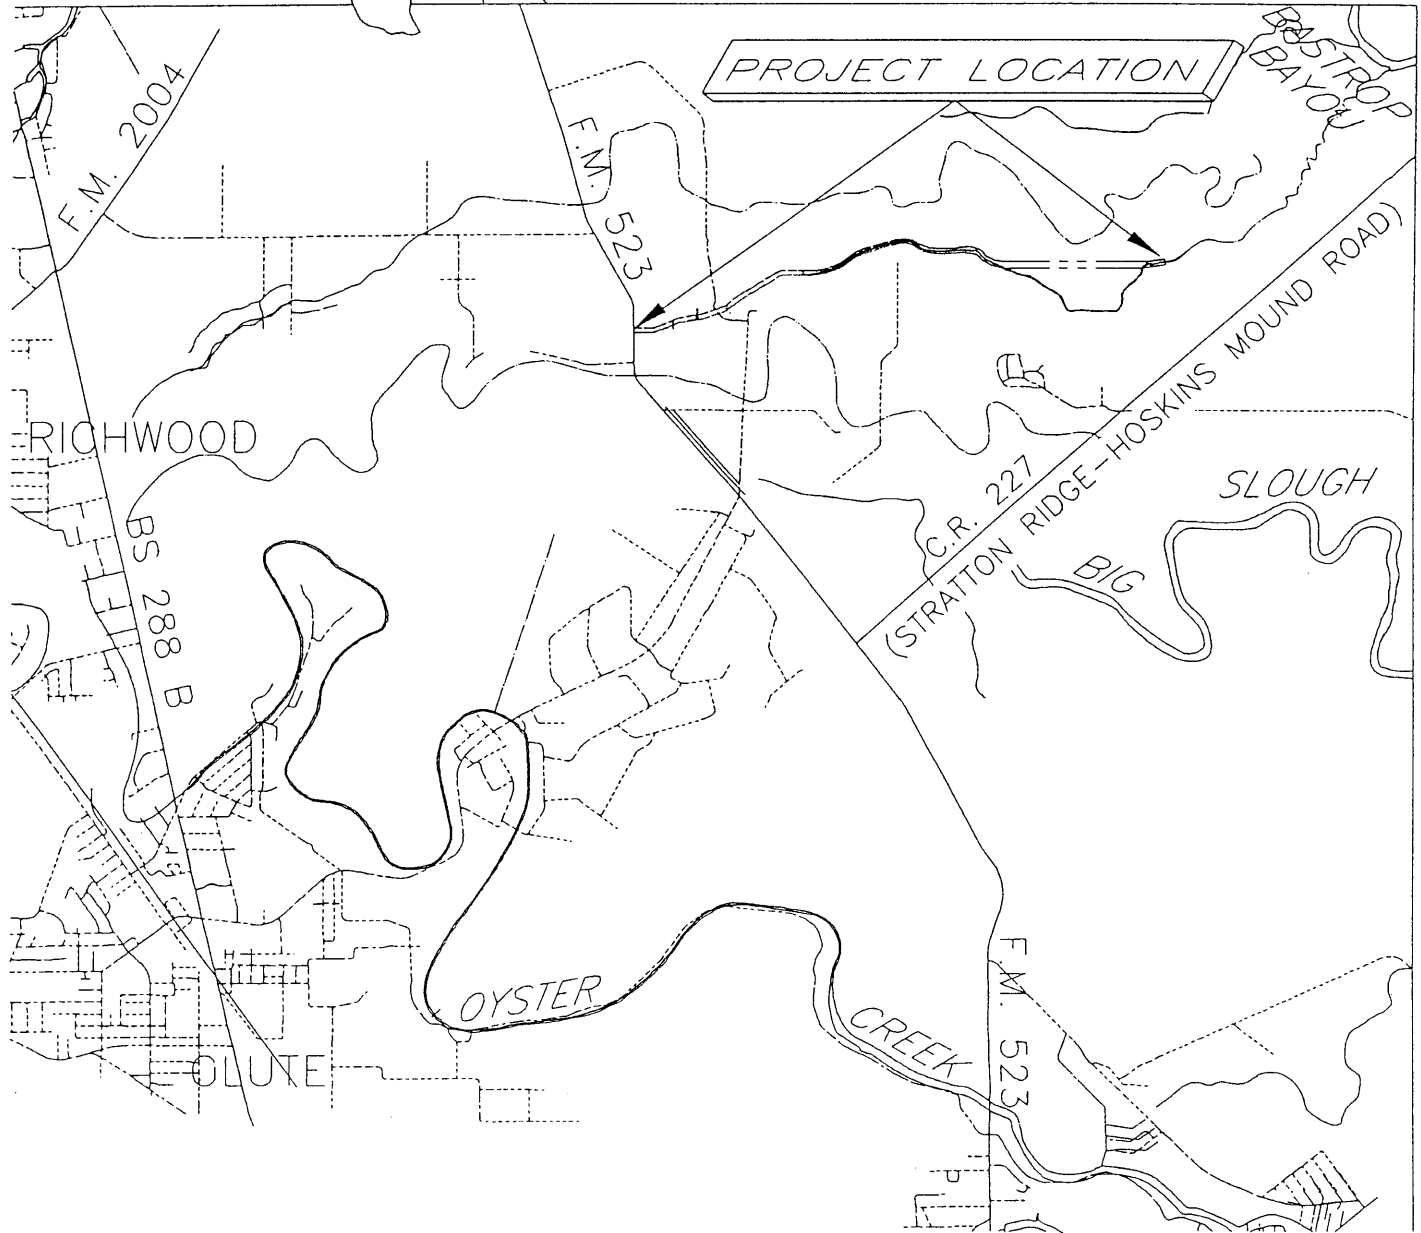 PROJECT LOCATION
BASTROP
BAYOU
F.M. 2004
F.M. 523
RICHWOOD
C.R. 227
(STRATTON RIDGE-HOSKINS MOUND ROAD)
SLOUGH
BIG
BS 288 B
OYSTER
CREEK
F.M. 523
CLUTE